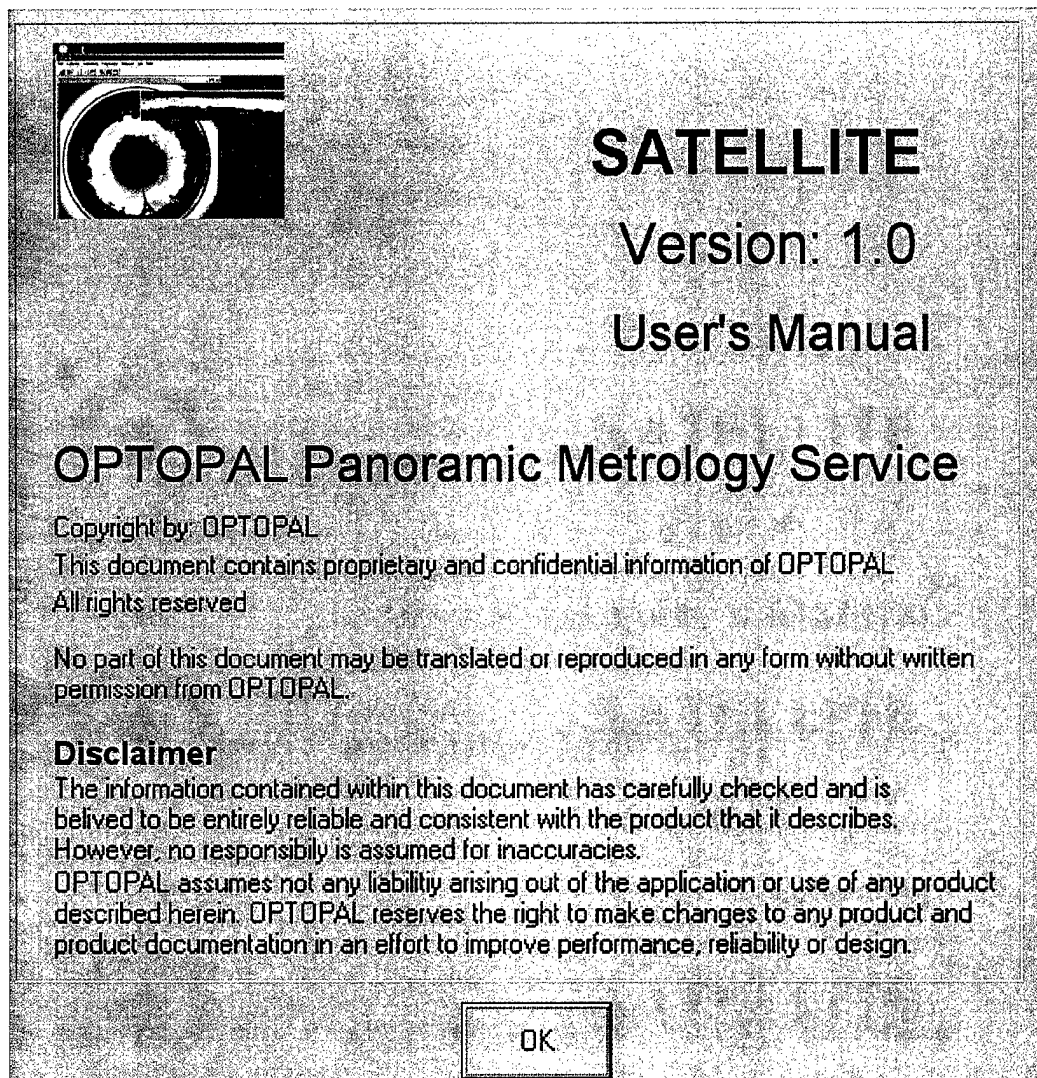 SATELLITE
Version: 1.0
User's Manual
OPTOPAL Panoramic Metrology Service
Copyright by: OPTOPAL
This document contains proprietary and confidential information of OPTOPAL
All rights reserved
No part of this document may be translated or reproduced in any form without written
permission from OPTOPAL.
Disclaimer
The information contained within this document has carefully checked and is
belived to be entirely reliable and consistent with the product that it describes.
However, no responsibily is assumed for inaccuracies.
OPTOPAL assumes not any liabilitiy arising out of the application or use of any product
described herein. OPTOPAL reserves the right to make changes to any product and
product documentation in an effort to improve performance, reliability or design.
OK